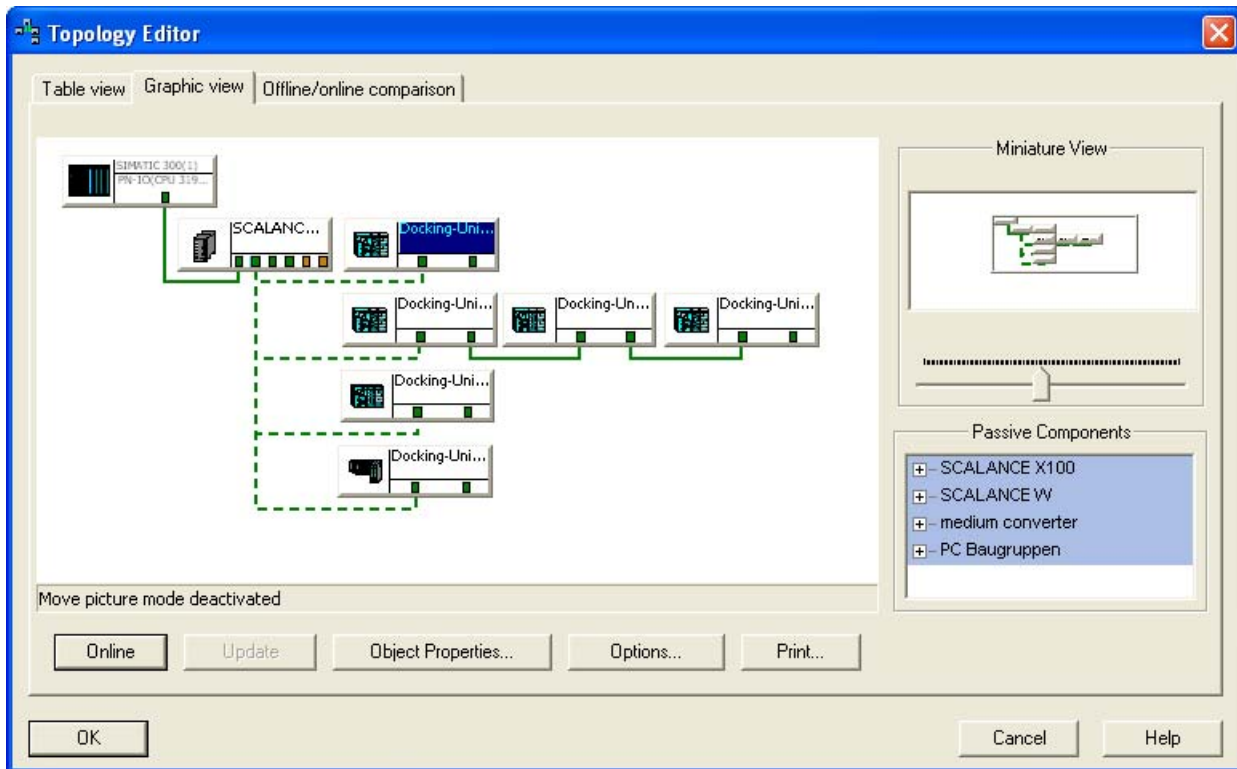 Topology Editor
Table view
Graphic view
Offline/online comparison
SIMATIC 300(1)
PN-IO(CPU 319...
SCALANC...
Docking-Uni...
Docking-Uni...
Docking-Un...
Docking-Uni...
Docking-Uni...
Docking-Uni...
Move picture mode deactivated
Miniature View
Passive Components
SCALANCE X100
SCALANCE W
medium converter
PC Baugruppen
Online
Update
Object Properties...
Options...
Print...
OK
Cancel
Help